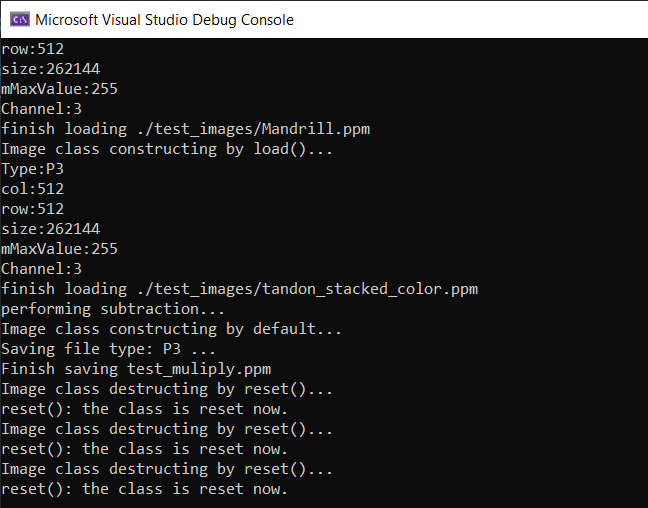 Microsoft Visual Studio Debug Console
row:512
size:262144
mMaxValue:255
Channel:3
finish loading ./test_images/Mandrill.ppm
Image class constructing by load()...
Type:P3
col:512
row:512
size:262144
mMaxValue:255
Channel:3
finish loading ./test_images/tandon_stacked_color.ppm
performing subtraction...
Image class constructing by default...
Saving file type: P3 ...
Finish saving test_muliply.ppm
Image class destructing by reset()...
reset(): the class is reset now.
Image class destructing by reset()...
reset(): the class is reset now.
Image class destructing by reset()...
reset(): the class is reset now.